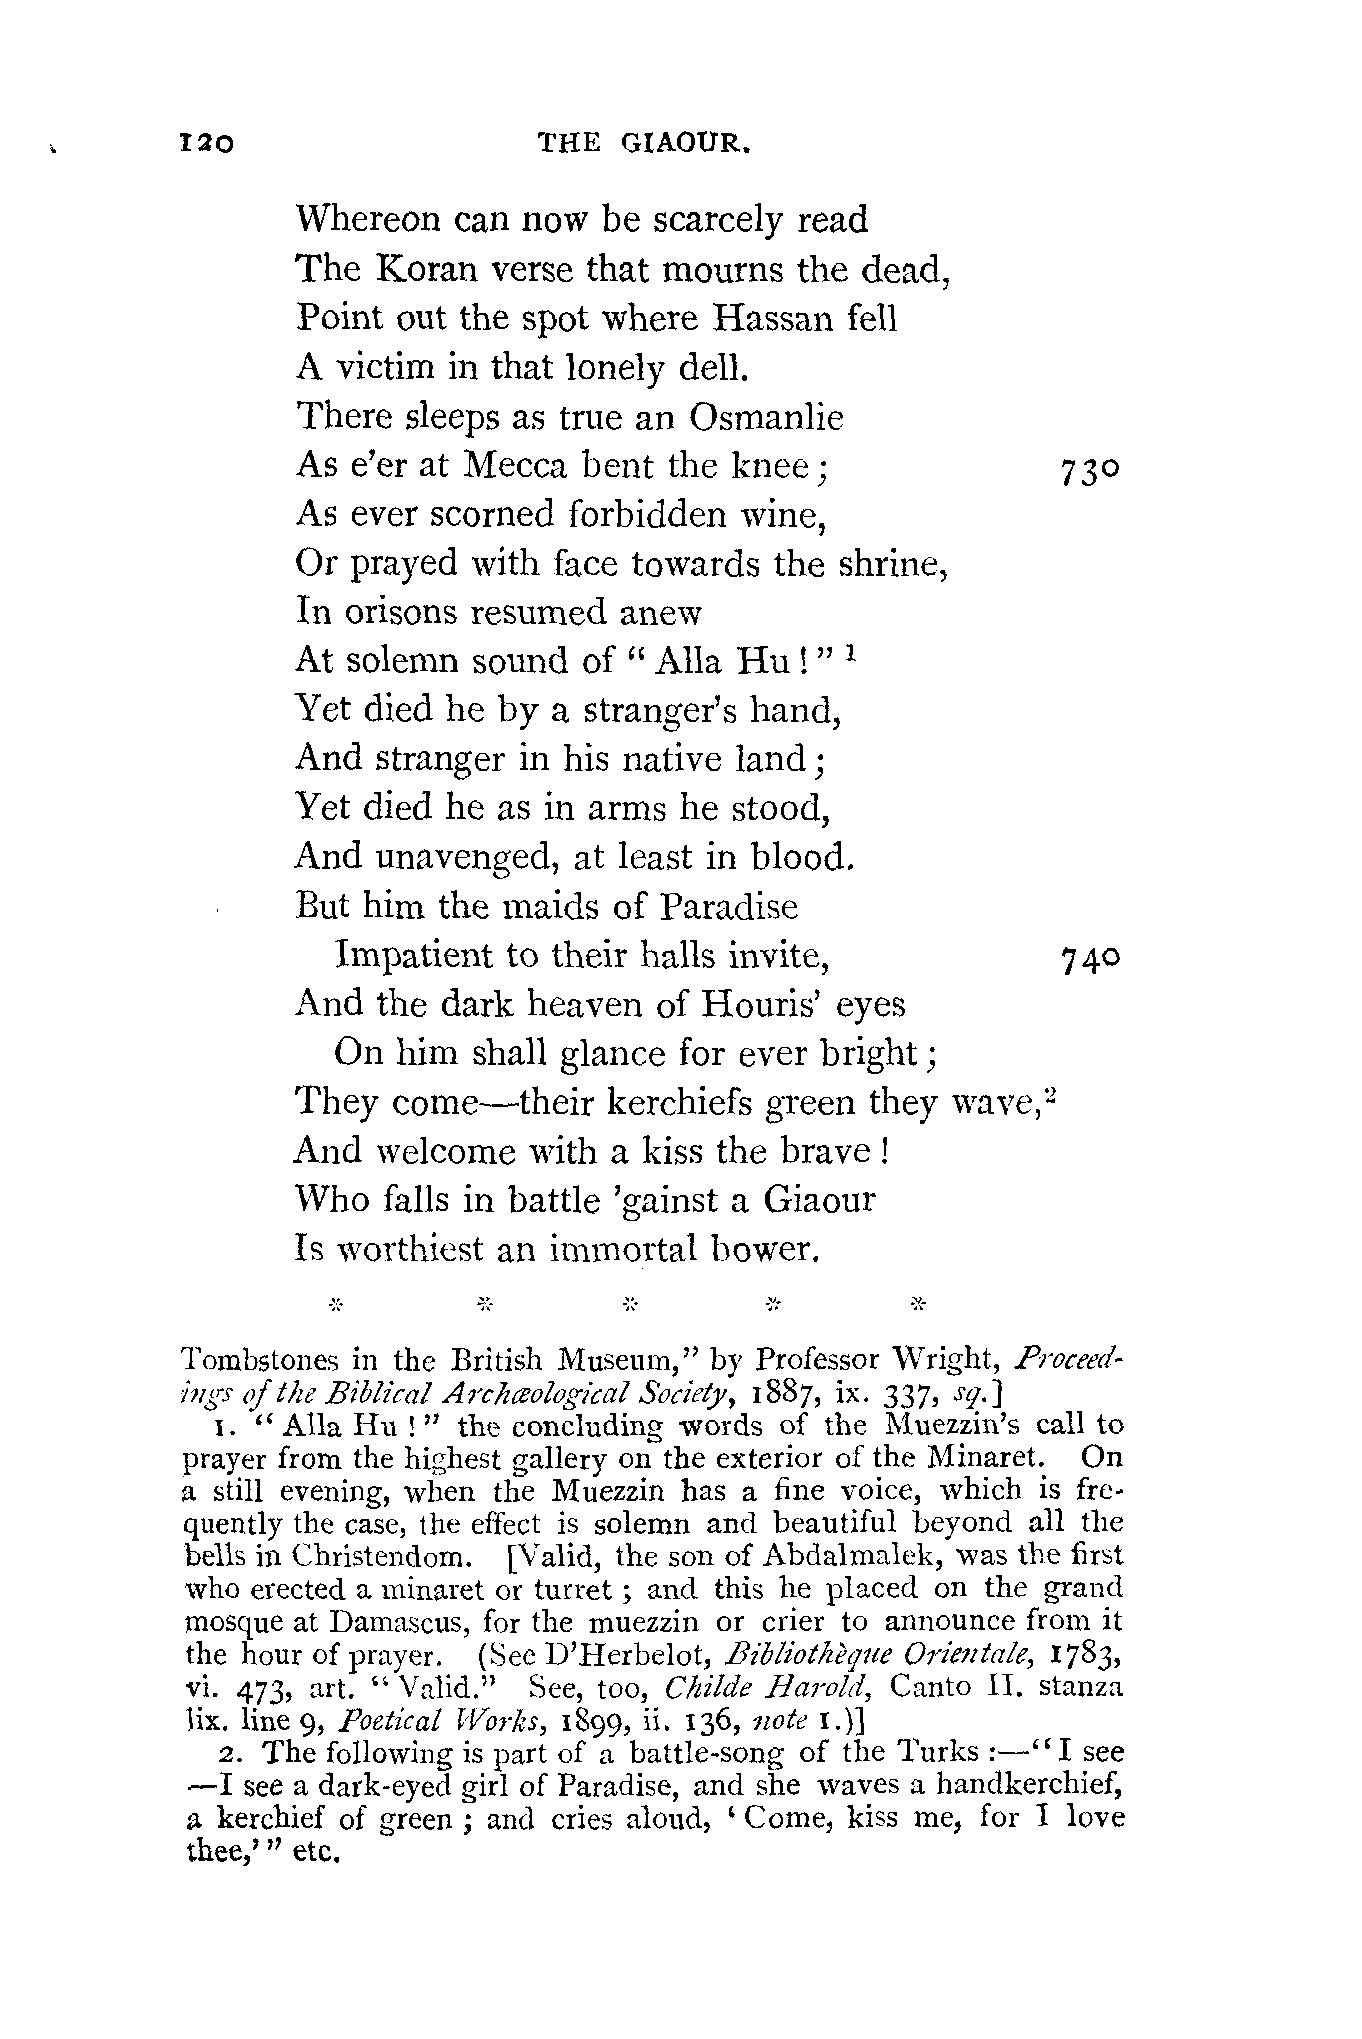 120 THE GIAOUR.
Whereon can now be scarcely read
The Koran verse that mourns the dead,
Point out the spot where Hassan fell
A victim in that lonely dell.
There sleeps as true an Osmanlie
As e'er at Mecca bent the knee; 730
As ever scorned forbidden wine,
Or prayed with face towards the shrine,
In orisons resumed anew
At solemn sound of "Alla Hu!" 1
Yet died he by a stranger's hand,
And stranger in his native land;
Yet died he as in arms he stood,
And unavenged, at least in blood.
But him the maids of Paradise
Impatient to their halls invite, 740
And the dark heaven of Houris' eyes
On him shall glance for ever bright;
They come—their kerchiefs green they wave,2
And welcome with a kiss the brave!
Who falls in battle 'gainst a Giaour
Is worthiest an immortal bower.
* * * * *
Tombstones in the British Museum," by Professor Wright, Proceed-
ings of the Biblical Archæological Society, 1887, ix. 337, sq.]
1. "Alla Hu!" the concluding words of the Muezzin's call to
prayer from the highest gallery on the exterior of the Minaret. On
a still evening, when the Muezzin has a fine voice, which is fre-
quently the case, the effect is solemn and beautiful beyond all the
bells in Christendom. [Valid, the son of Abdalmalek, was the first
who erected a minaret or turret; and this he placed on the grand
mosque at Damascus, for the muezzin or crier to announce from it
the hour of prayer. (See D'Herbelot, Bibliothèque Orientale, 1783,
vi. 473, art. "Valid." See, too, Childe Harold, Canto II. stanza
lix. line 9, Poetical Works, 1899, ii. 136, note 1.)]
2. The following is part of a battle-song of the Turks:—"I see
—I see a dark-eyed girl of Paradise, and she waves a handkerchief,
a kerchief of green; and cries aloud, 'Come, kiss me, for I love
thee,'" etc.